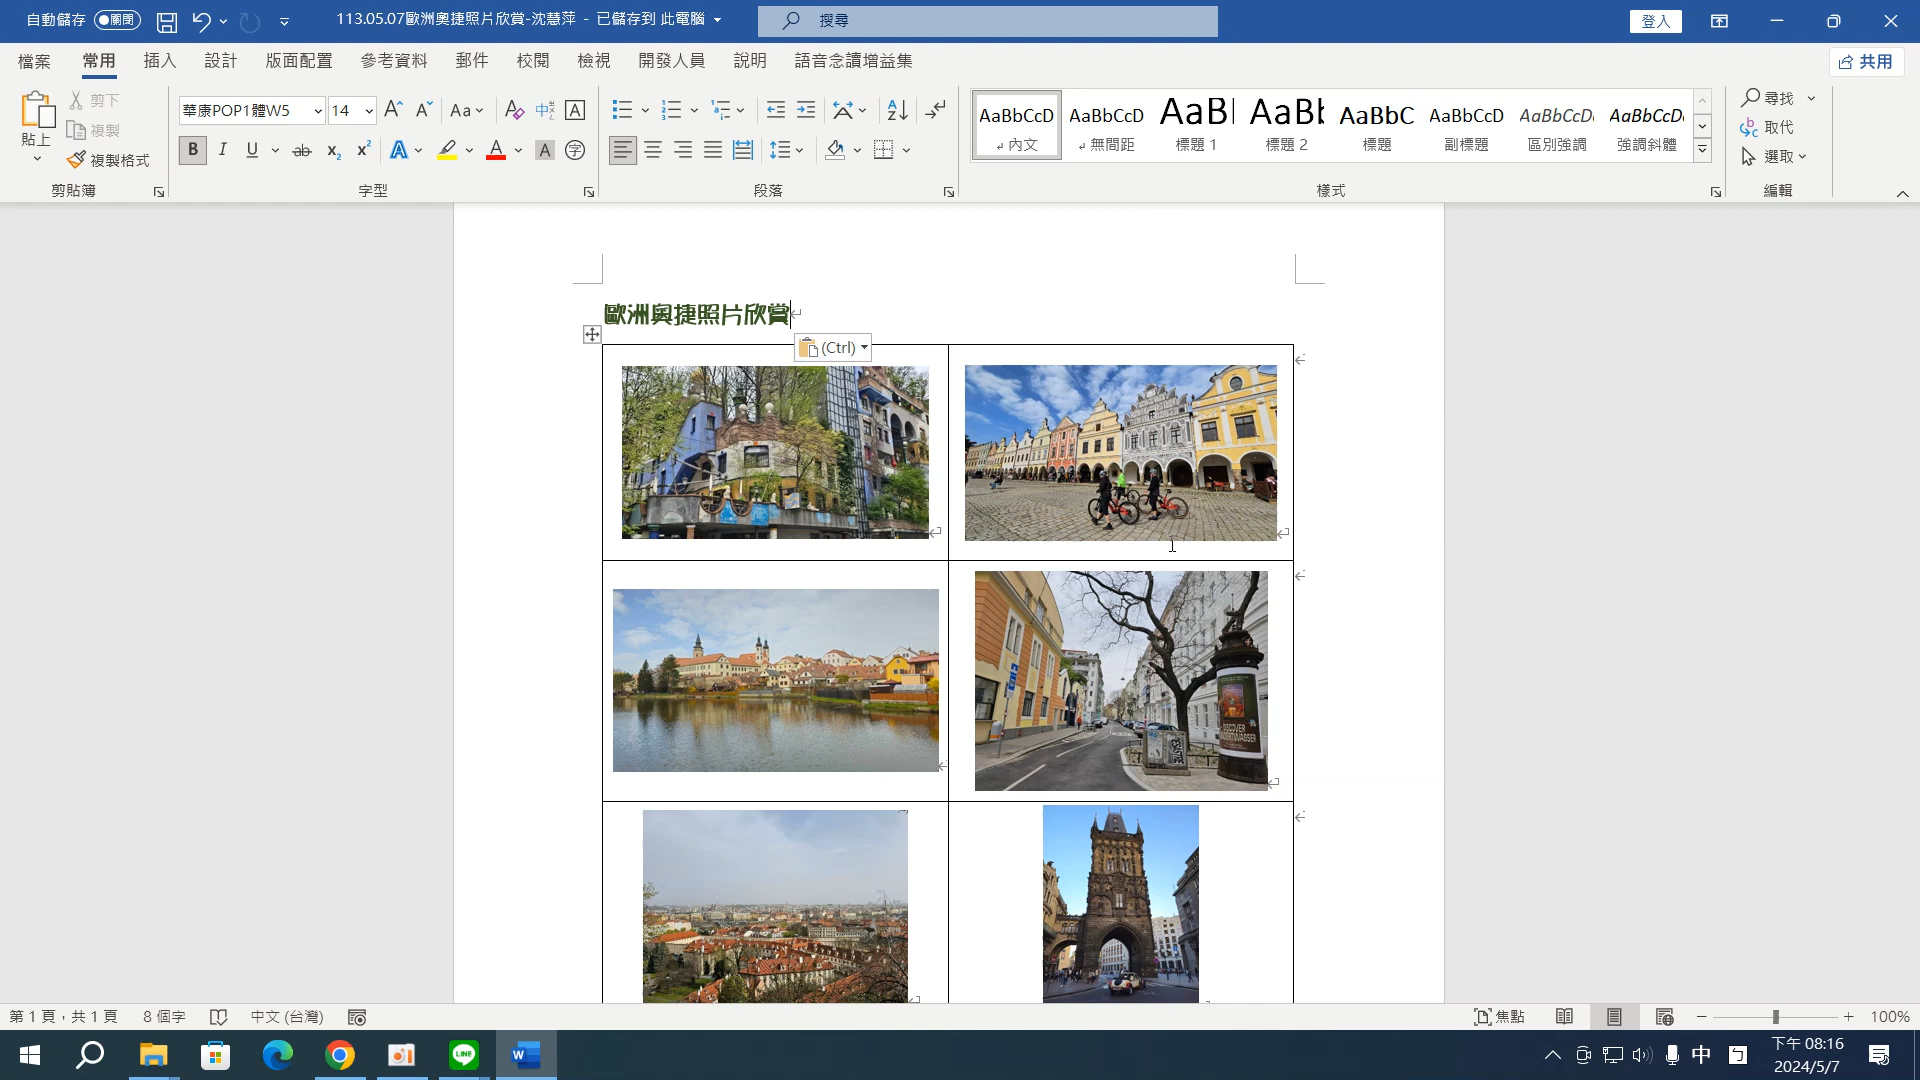 自動儲存 關閉 113.05.07歐洲奧捷照片欣賞-沈慧萍 - 已儲存到 此電腦 搜尋 登入
檔案 常用 插入 設計 版面配置 參考資料 郵件 校閱 檢視 開發人員 說明 語音念讀增益集 共用
貼上 剪下 複製 複製格式
華康POP1體W5 14
AaBbCcD AaBbCcD AaBl AaBb AaBbC AaBbCcD AaBbCcD AaBbCcD
內文 無間距 標題 1 標題 2 標題 副標題 區別強調 強調斜體
尋找 取代 選取
剪貼簿 字型 段落 樣式 編輯
歐洲奧捷照片欣賞
(Ctrl)
DISCOVER
第 1 頁，共 1 頁 8 個字 中文 (台灣) 焦點 100%
LINE 中 下午 08:16
2024/5/7